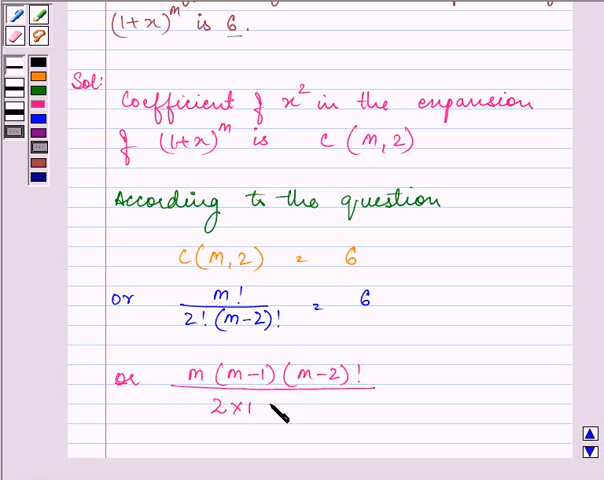 (1+x)^m is 6.
Sol:
Coefficient of x^2 in the expansion
of (1+x)^m is C(m,2)
According to the question
C(m,2) = 6
or m! / 2!(m-2)! = 6
or m(m-1)(m-2)! / 2×1